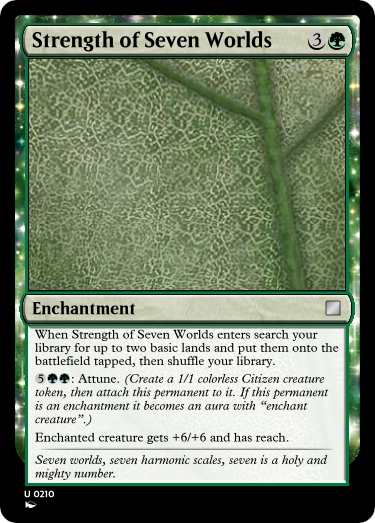 Strength of Seven Worlds 3
Enchantment
When Strength of Seven Worlds enters search your
library for up to two basic lands and put them onto the
battlefield tapped, then shuffle your library.
5: Attune. (Create a 1/1 colorless Citizen creature
token, then attach this permanent to it. If this permanent
is an enchantment it becomes an aura with “enchant
creature”.)
Enchanted creature gets +6/+6 and has reach.
Seven worlds, seven harmonic scales, seven is a holy and
mighty number.
U 0210